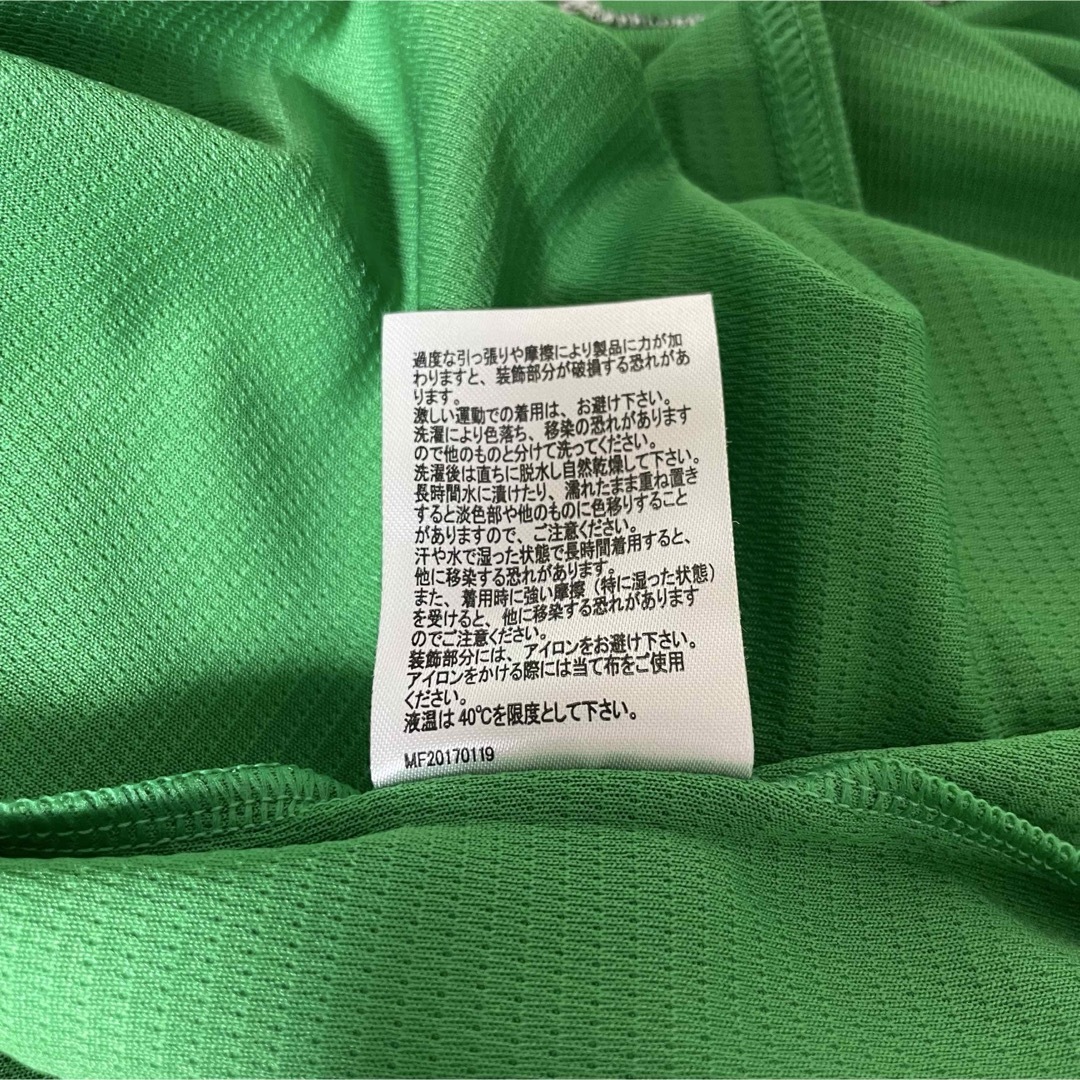 過度な引っ張りや摩擦により製品に力が加
わりますと、装飾部分が破損する恐れがあ
ります。
激しい運動での着用は、お避け下さい。
洗濯により色落ち、移染の恐れがあります
ので他のものと分けて洗ってください。
洗濯後は直ちに脱水し自然乾燥して下さい。
長時間水に漬けたり、濡れたまま重ね置き
すると淡色部や他のものに色移りすること
がありますので、ご注意ください。
汗や水で湿った状態で長時間着用すると、
他に移染する恐れがあります。
また、着用時に強い摩擦（特に湿った状態）
を受けると、他に移染する恐れがあります
のでご注意ください。
装飾部分には、アイロンをお避け下さい。
アイロンをかける際には当て布をご使用
ください。
液温は40℃を限度として下さい。
MF20170119